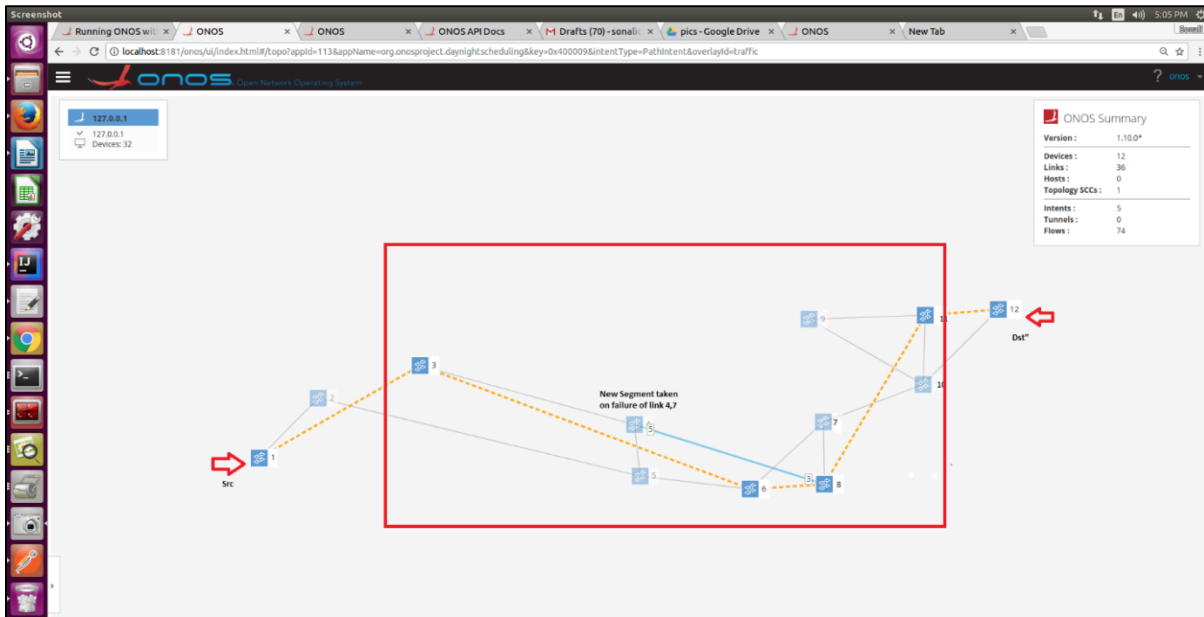 Screenshot
En
5:05 PM
Running ONOS wit
ONOS
ONOS
ONOS API Docs
Drafts (70) - sonalic
pics - Google Drive
ONOS
New Tab
localhost:8181/onos/ui/index.html#/topo?appId=113&appName=org.onosproject.daynightscheduling&key=0x400009&intentType=PathIntent&overlayId=traffic
onos Open Network Operating System
? onos
127.0.0.1
127.0.0.1
Devices: 32
ONOS Summary
Version : 1.10.0*
Devices : 12
Links : 36
Hosts : 0
Topology SCCs : 1
Intents : 5
Tunnels : 0
Flows : 74
9
11
12
Dst"
3
10
2
New Segment taken
on failure of link 4,7
5
7
1
Src
5
3
6
8